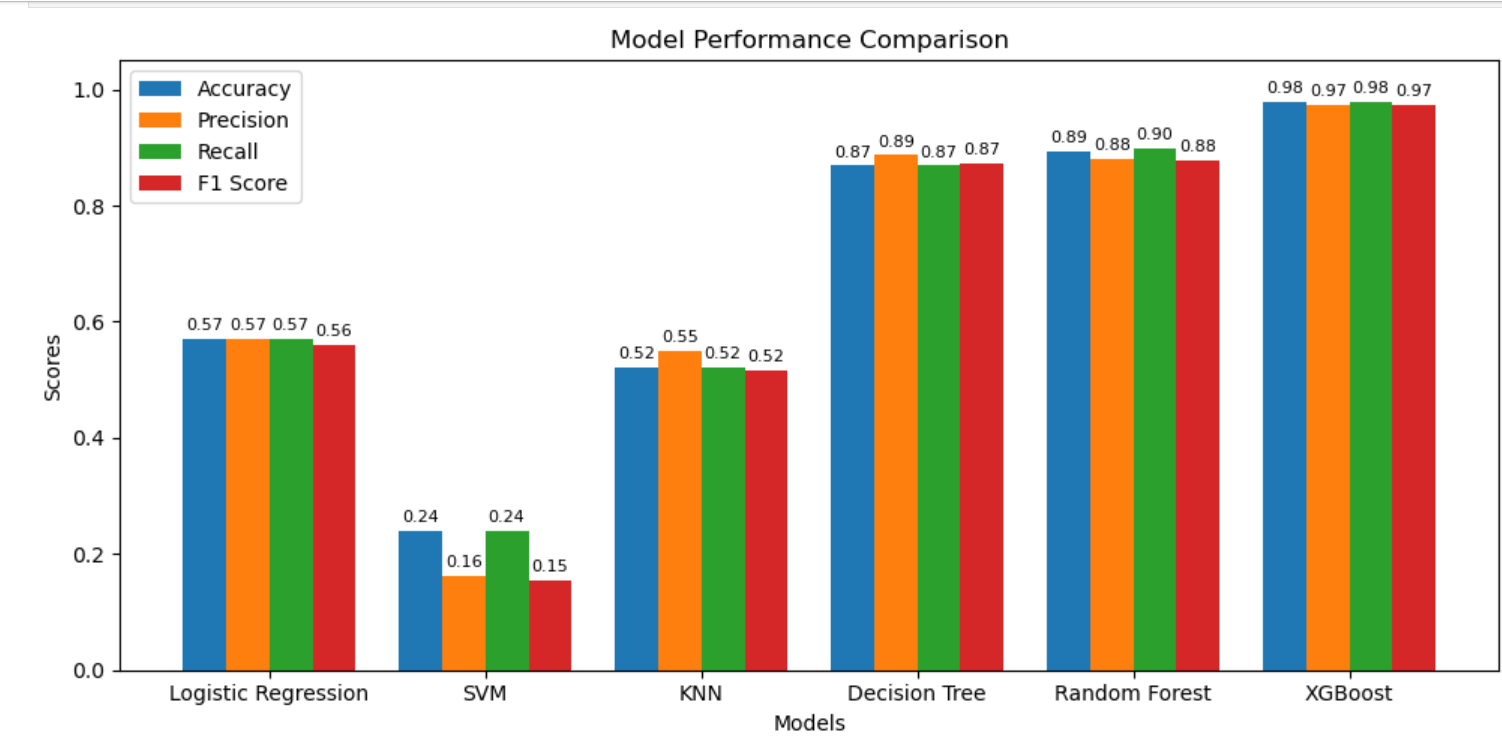 Model Performance Comparison
Accuracy
Precision
Recall
F1 Score
Scores
1.0
0.8
0.6
0.4
0.2
0.0
0.57 0.57 0.57 0.56
0.24 0.16 0.24 0.15
0.52 0.55 0.52 0.52
0.87 0.89 0.87 0.87
0.89 0.88 0.90 0.88
0.98 0.97 0.98 0.97
Logistic Regression SVM KNN Decision Tree Random Forest XGBoost
Models